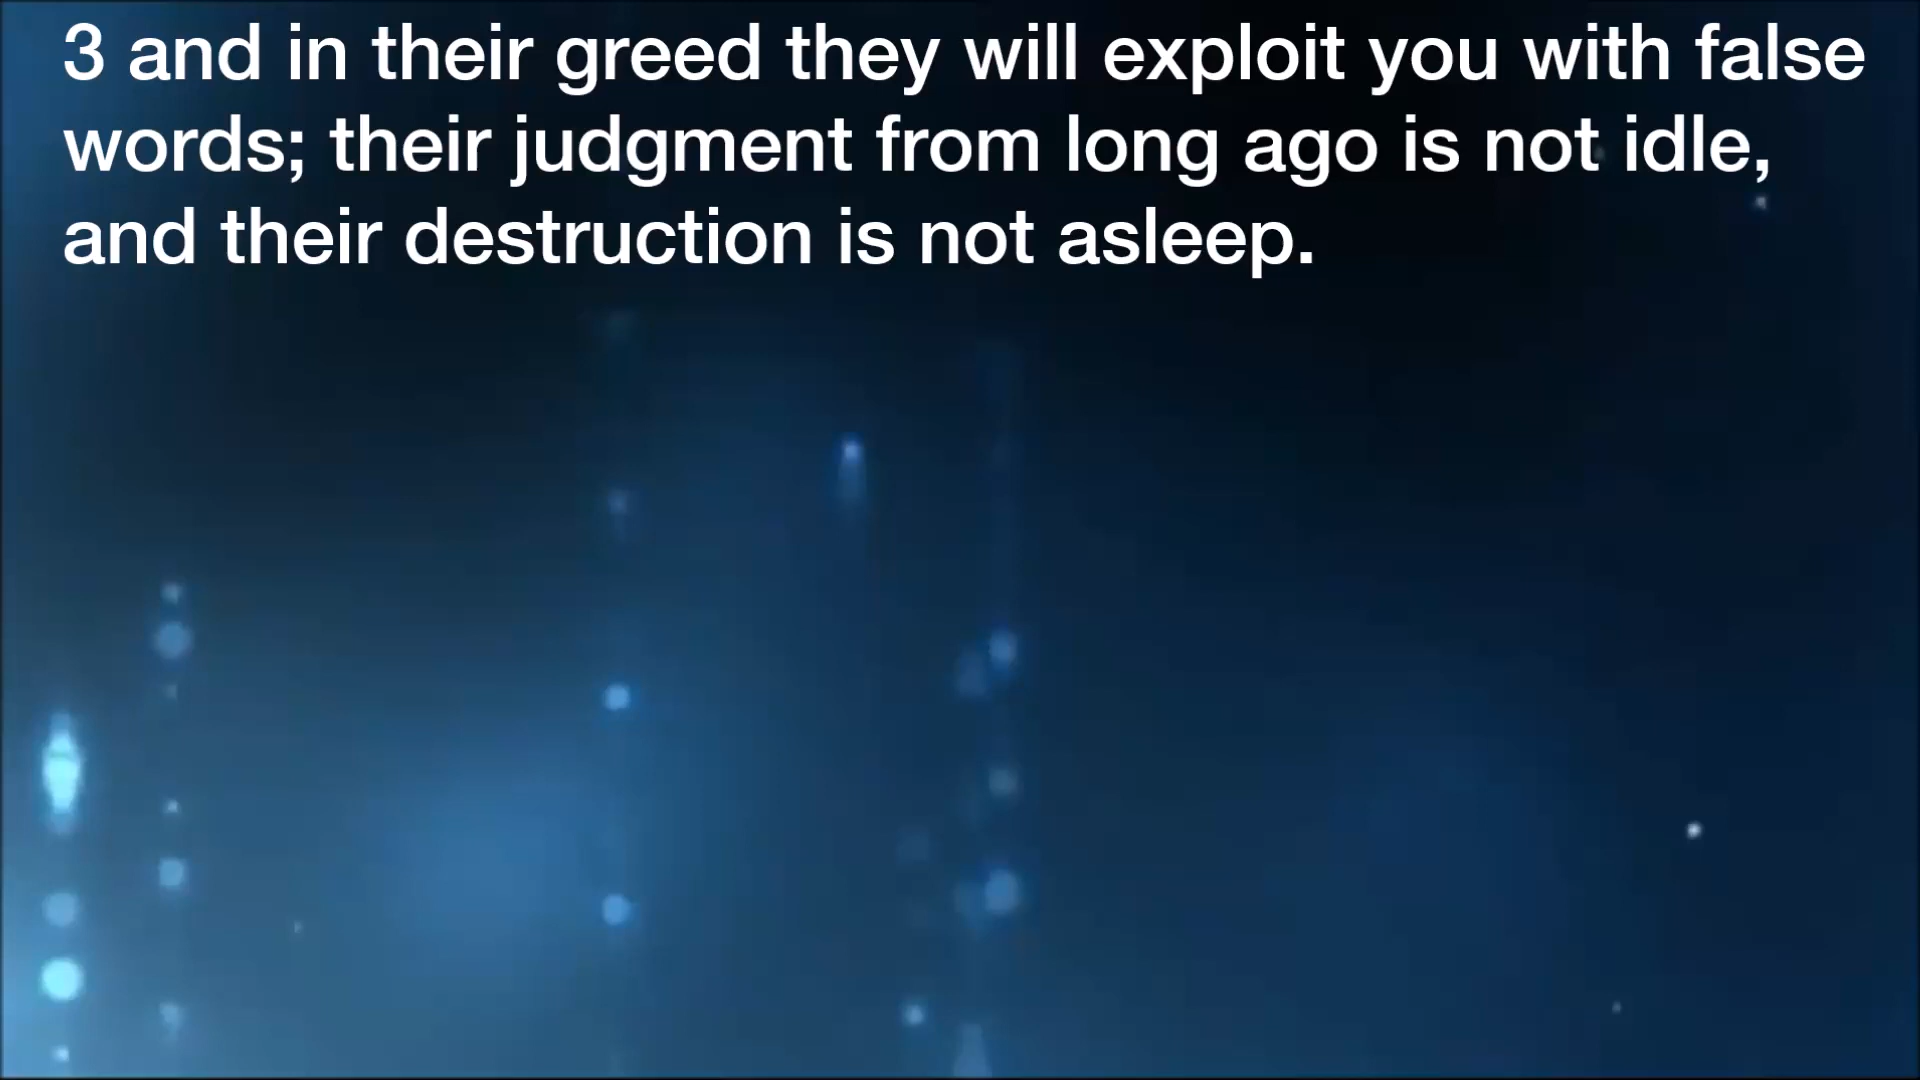 3 and in their greed they will exploit you with false
words; their judgment from long ago is not idle,
and their destruction is not asleep.